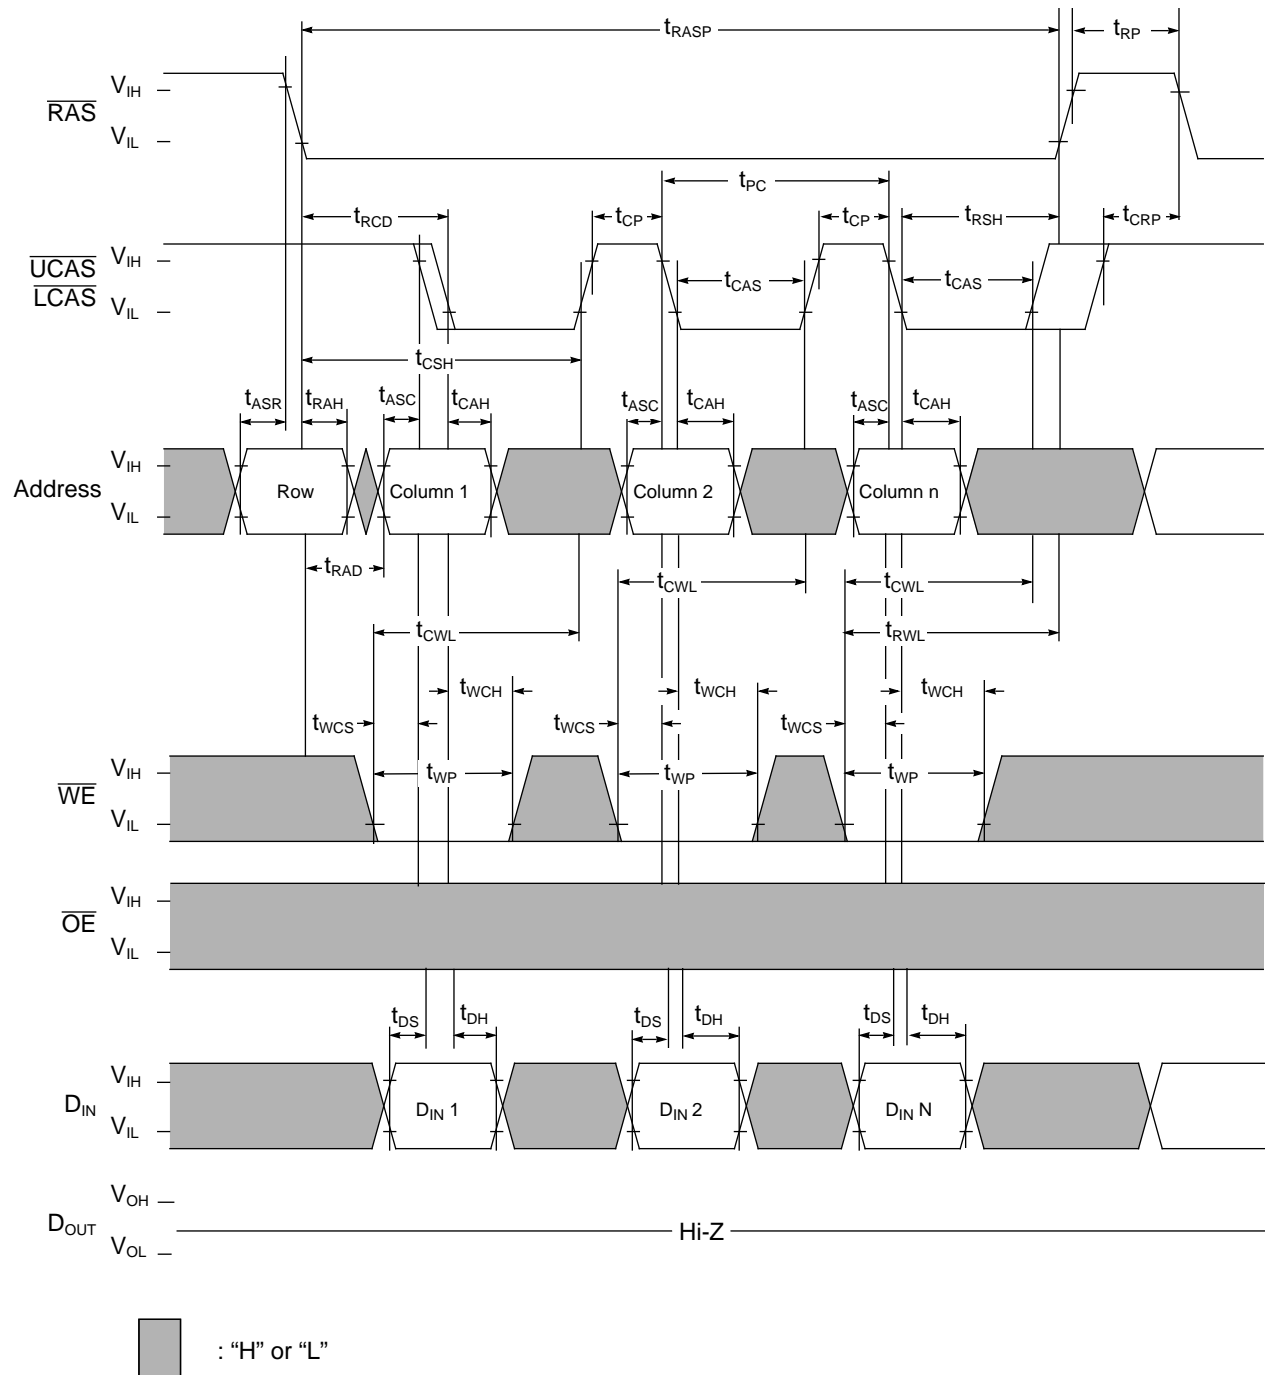 tRASP tRP
VIH
RAS
VIL
tPC
tRCD tCP tCP tRSH tCRP
UCAS VIH
LCAS VIL
tCAS tCAS
tCSH
tASR tRAH tASC tCAH tASC tCAH tASC tCAH
VIH
Address Row Column 1 Column 2 Column n
VIL
tRAD tCWL tCWL
tCWL tRWL
tWCH tWCH tWCH
tWCS tWCS tWCS
VIH
WE tWP tWP tWP
VIL
VIH
OE
VIL
tDS tDH tDS tDH tDS tDH
VIH
DIN DIN 1 DIN 2 DIN N
VIL
VOH
DOUT Hi-Z
VOL
: “H” or “L”